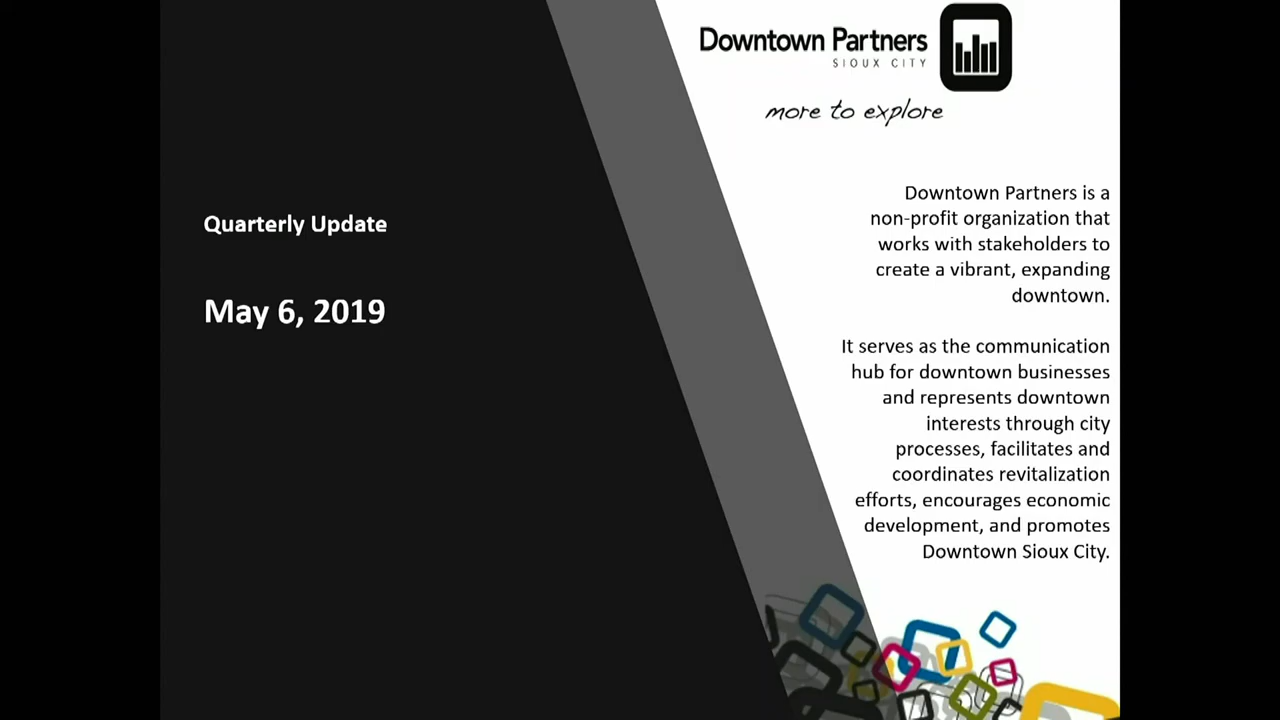 Downtown Partners
SIOUX CITY
more to explore
Quarterly Update
May 6, 2019
Downtown Partners is a
non-profit organization that
works with stakeholders to
create a vibrant, expanding
downtown.
It serves as the communication
hub for downtown businesses
and represents downtown
interests through city
processes, facilitates and
coordinates revitalization
efforts, encourages economic
development, and promotes
Downtown Sioux City.